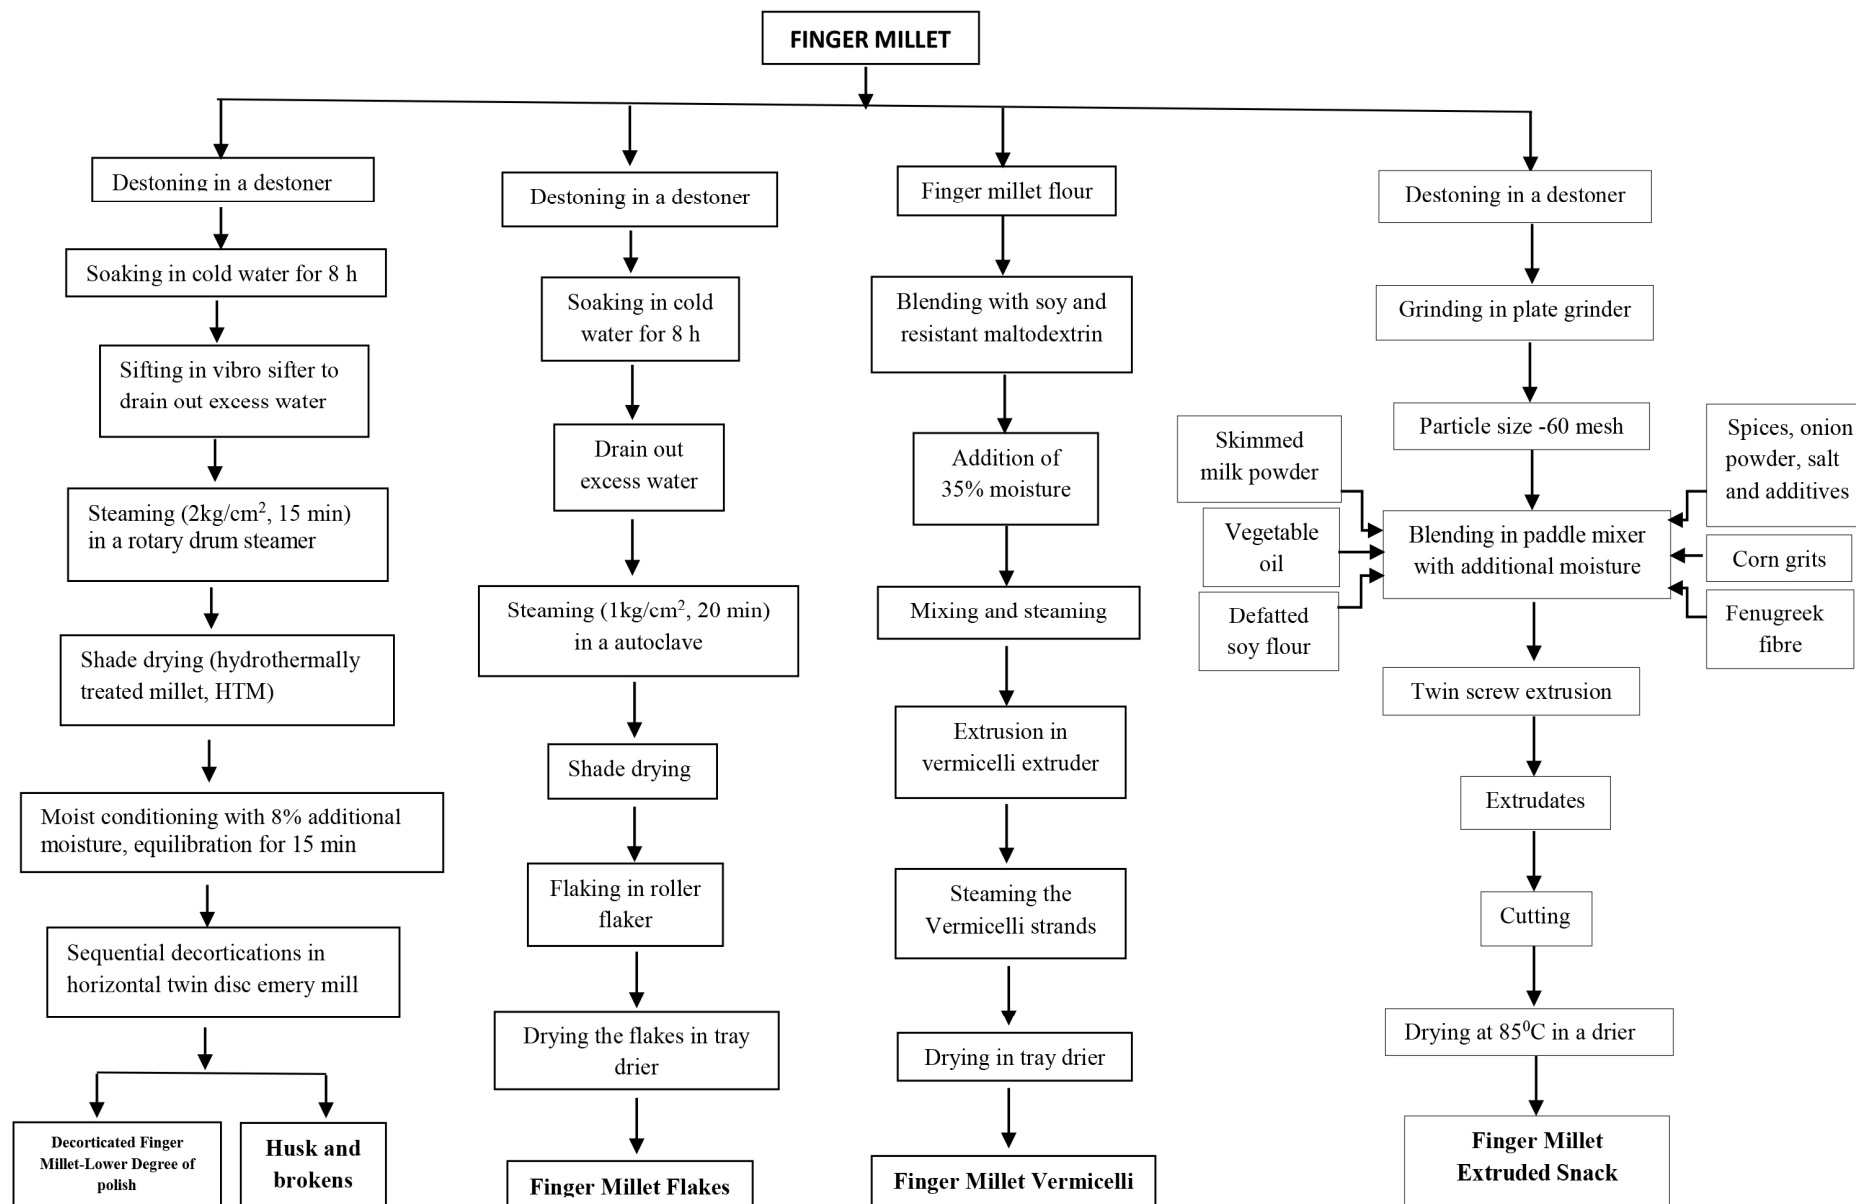 FINGER MILLET
Destoning in a destoner
Soaking in cold water for 8 h
Sifting in vibro sifter to
drain out excess water
Steaming (2kg/cm², 15 min)
in a rotary drum steamer
Shade drying (hydrothermally
treated millet, HTM)
Moist conditioning with 8% additional
moisture, equilibration for 15 min
Sequential decortications in
horizontal twin disc emery mill
Decorticated Finger
Millet-Lower Degree of
polish
Husk and
brokens
Destoning in a destoner
Soaking in cold
water for 8 h
Drain out
excess water
Steaming (1kg/cm², 20 min)
in a autoclave
Shade drying
Flaking in roller
flaker
Drying the flakes in tray
drier
Finger Millet Flakes
Finger millet flour
Blending with soy and
resistant maltodextrin
Addition of
35% moisture
Mixing and steaming
Extrusion in
vermicelli extruder
Steaming the
Vermicelli strands
Drying in tray drier
Finger Millet Vermicelli
Destoning in a destoner
Grinding in plate grinder
Particle size -60 mesh
Skimmed
milk powder
Vegetable
oil
Defatted
soy flour
Blending in paddle mixer
with additional moisture
Spices, onion
powder, salt
and additives
Corn grits
Fenugreek
fibre
Twin screw extrusion
Extrudates
Cutting
Drying at 85⁰C in a drier
Finger Millet
Extruded Snack